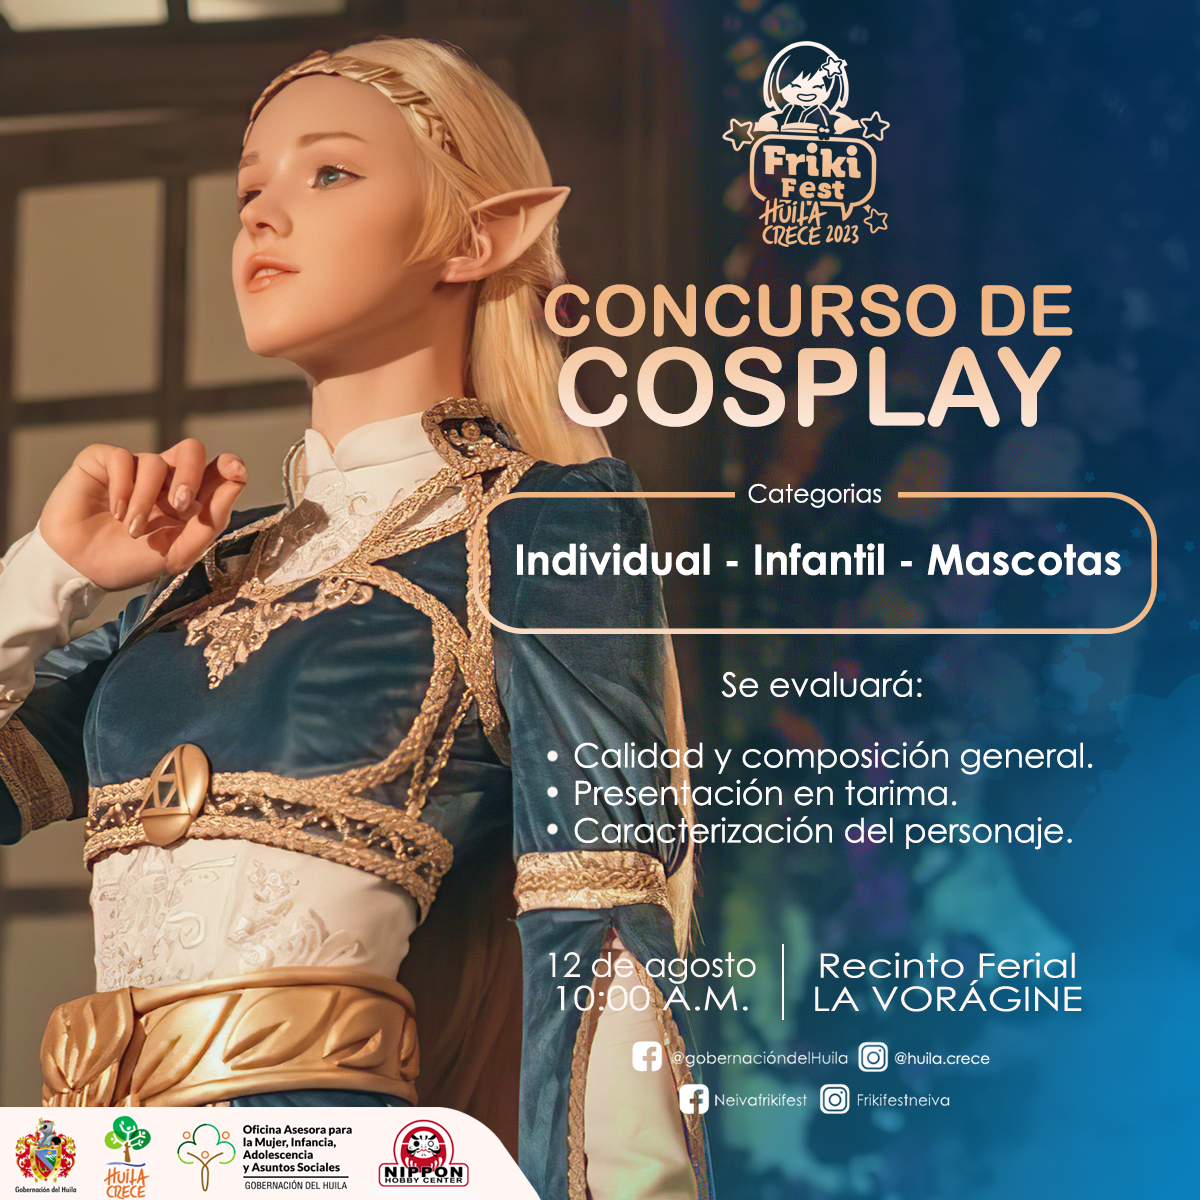 Friki
Fest
HUILA
CRECE 2023
CONCURSO DE
COSPLAY
Categorias
Individual - Infantil - Mascotas
Se evaluará:
• Calidad y composición general.
• Presentación en tarima.
• Caracterización del personaje.
12 de agosto
10:00 A.M.
Recinto Ferial
LA VORÁGINE
@gobernacióndelHuila
@huila.crece
Neivafrikifest
Frikifestneiva
Gobernación del Huila
HUILA
CRECE
Oficina Asesora para
la Mujer, Infancia,
Adolescencia
y Asuntos Sociales
GOBERNACIÓN DEL HUILA
NIPPON
HOBBY CENTER